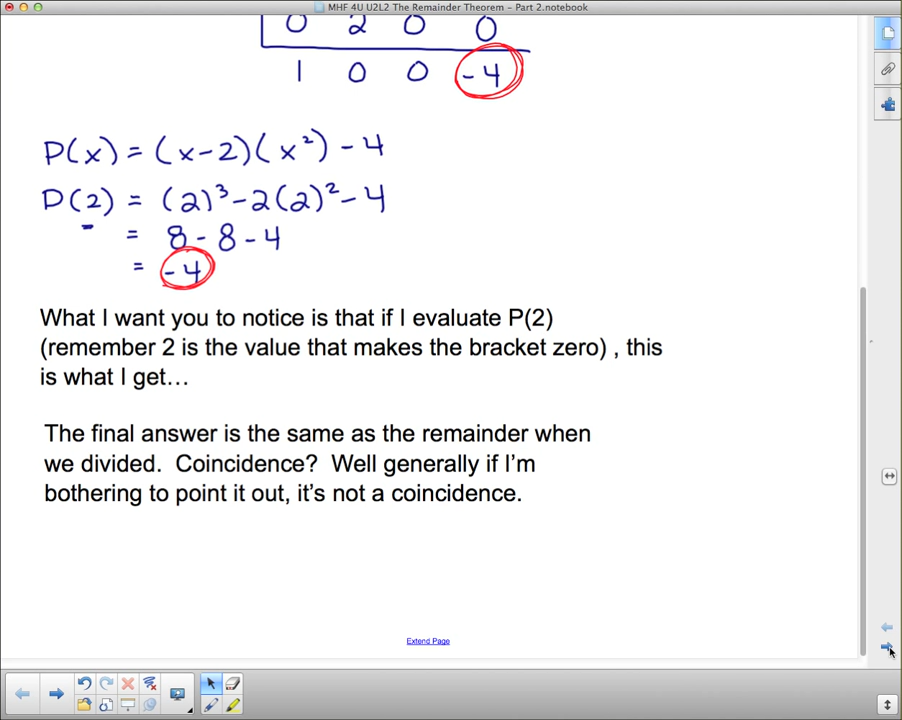 MHF 4U U2L2 The Remainder Theorem - Part 2.notebook
0 2 0 0
1 0 0 -4
P(x) = (x-2)(x²) - 4
P(2) = (2)³ - 2(2)² - 4
= 8 - 8 - 4
= -4
What I want you to notice is that if I evaluate P(2)
(remember 2 is the value that makes the bracket zero) , this
is what I get…
The final answer is the same as the remainder when
we divided. Coincidence? Well generally if I'm
bothering to point it out, it's not a coincidence.
Extend Page